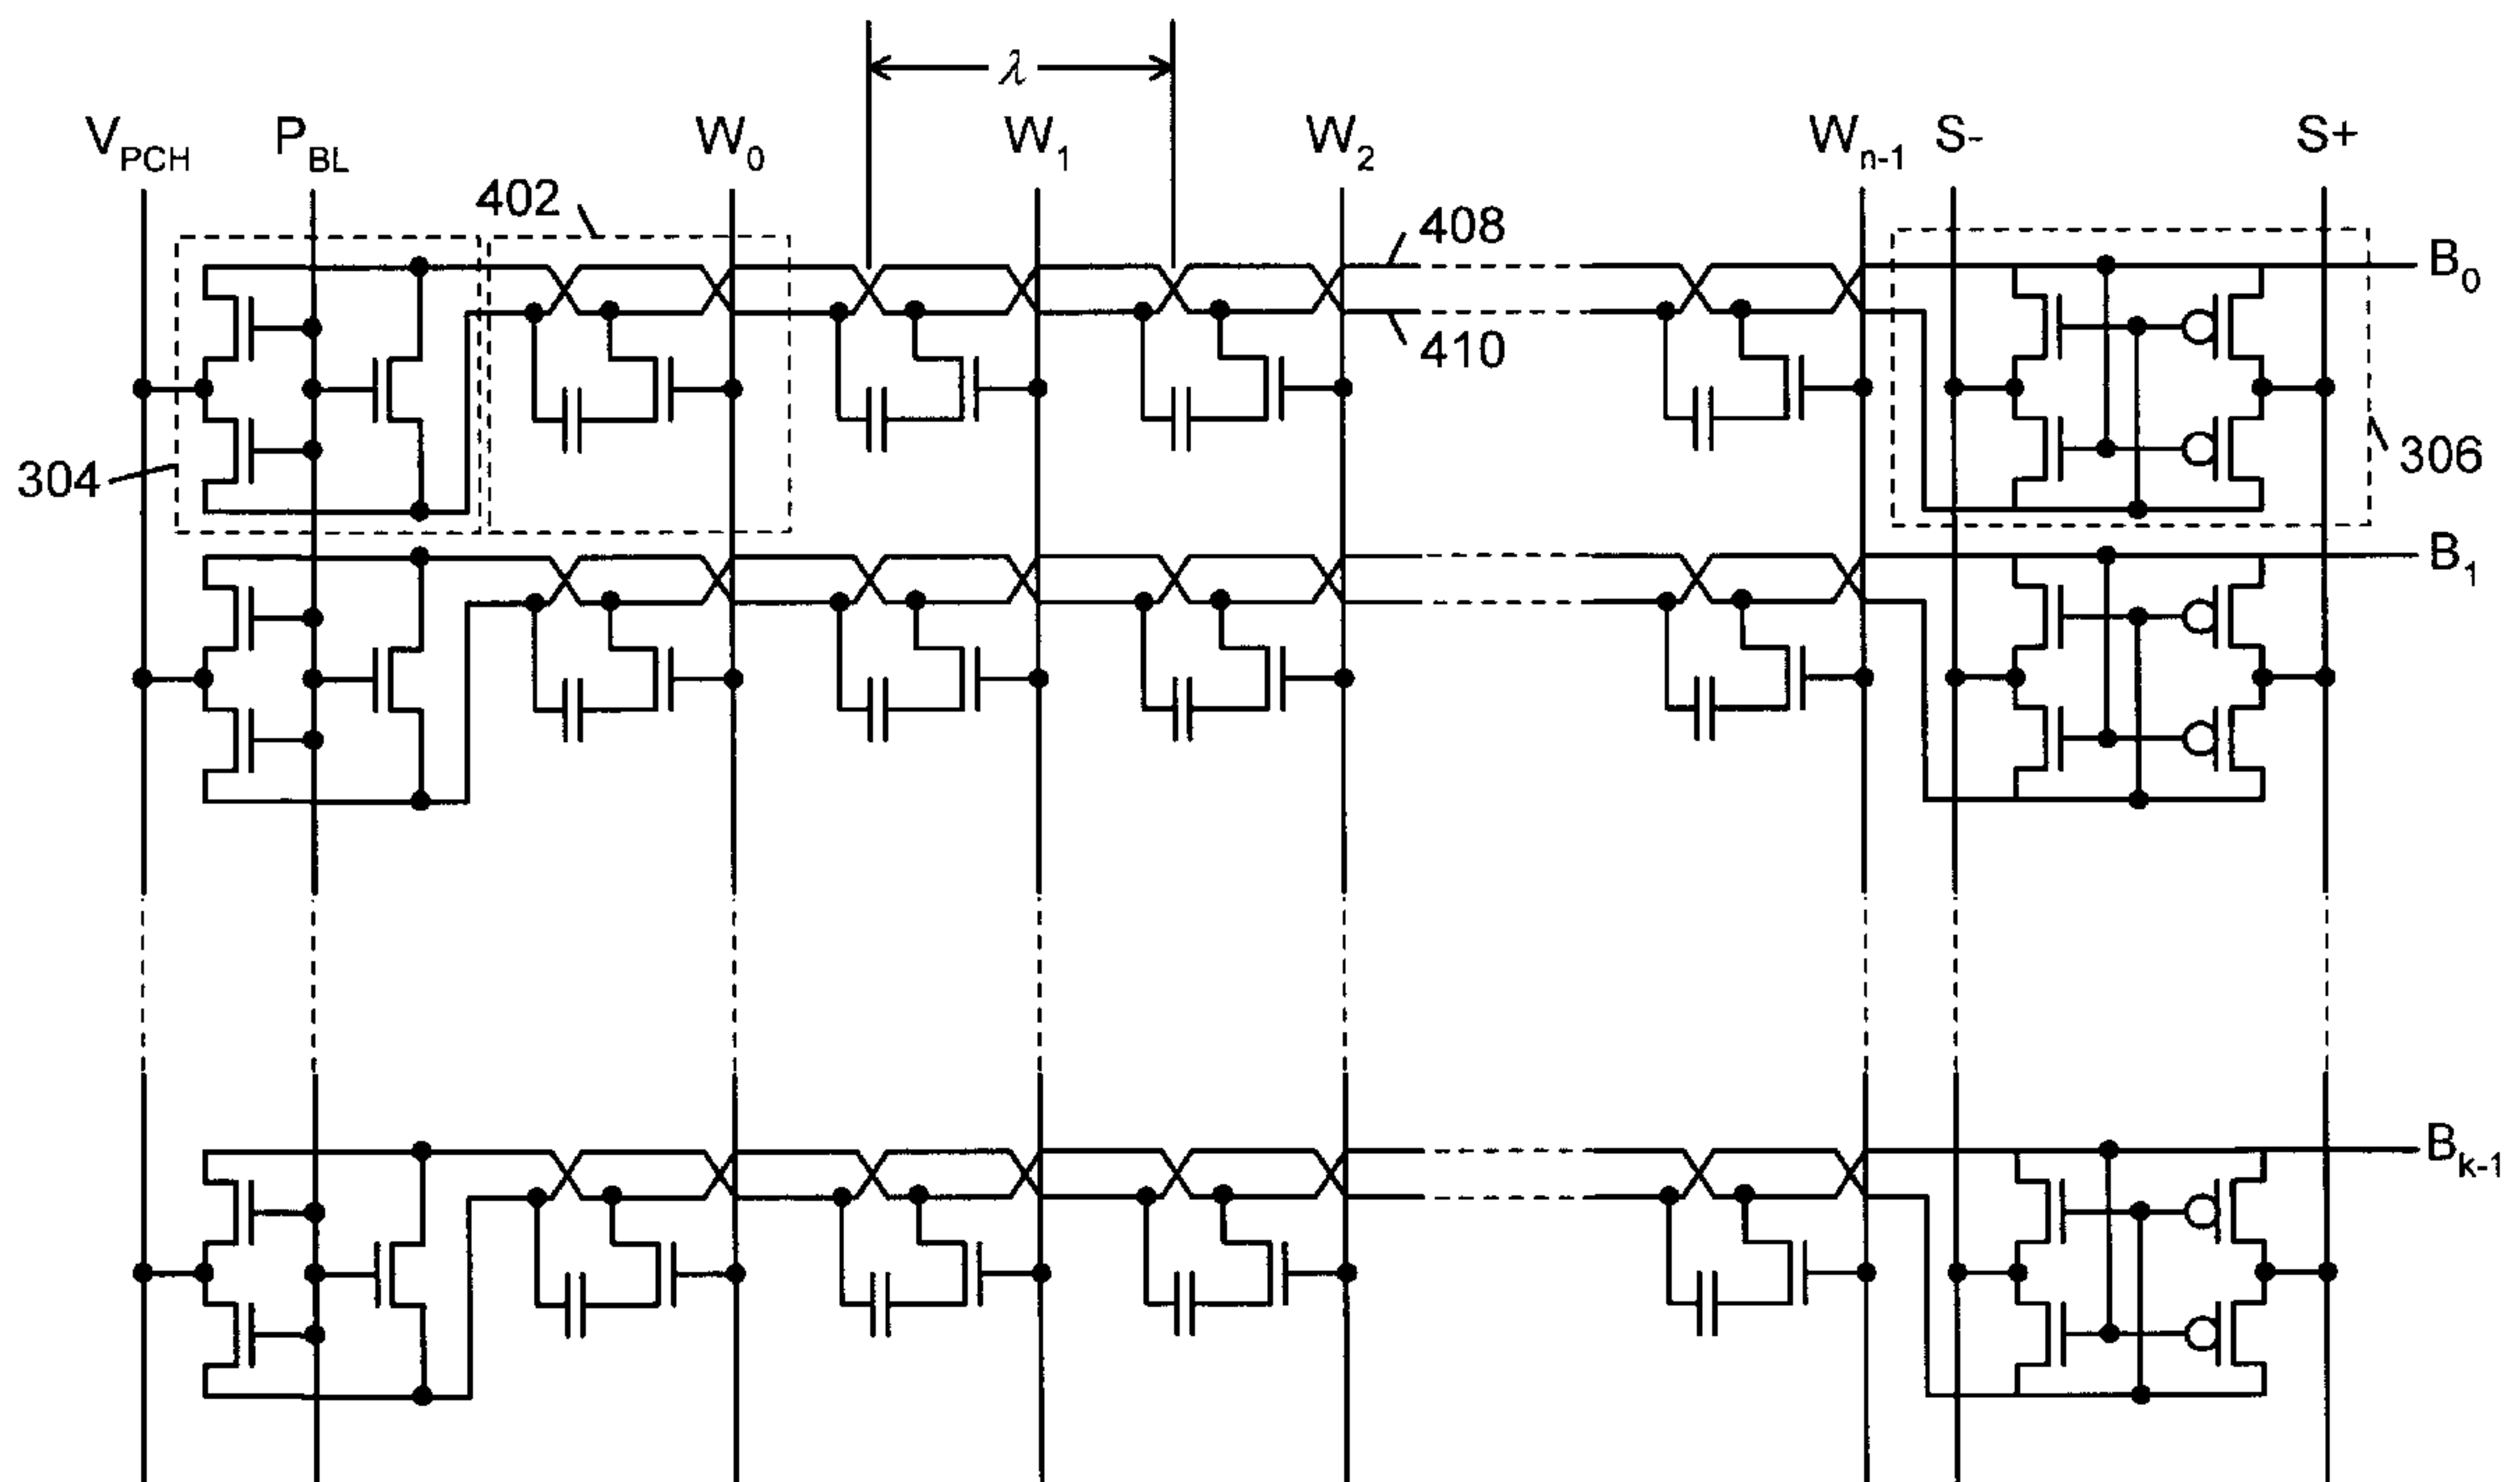 λ
V_PCH P_BL W_0 W_1 W_2 W_n-1 S- S+
402
408
B_0
410
304
306
B_1
B_k-1